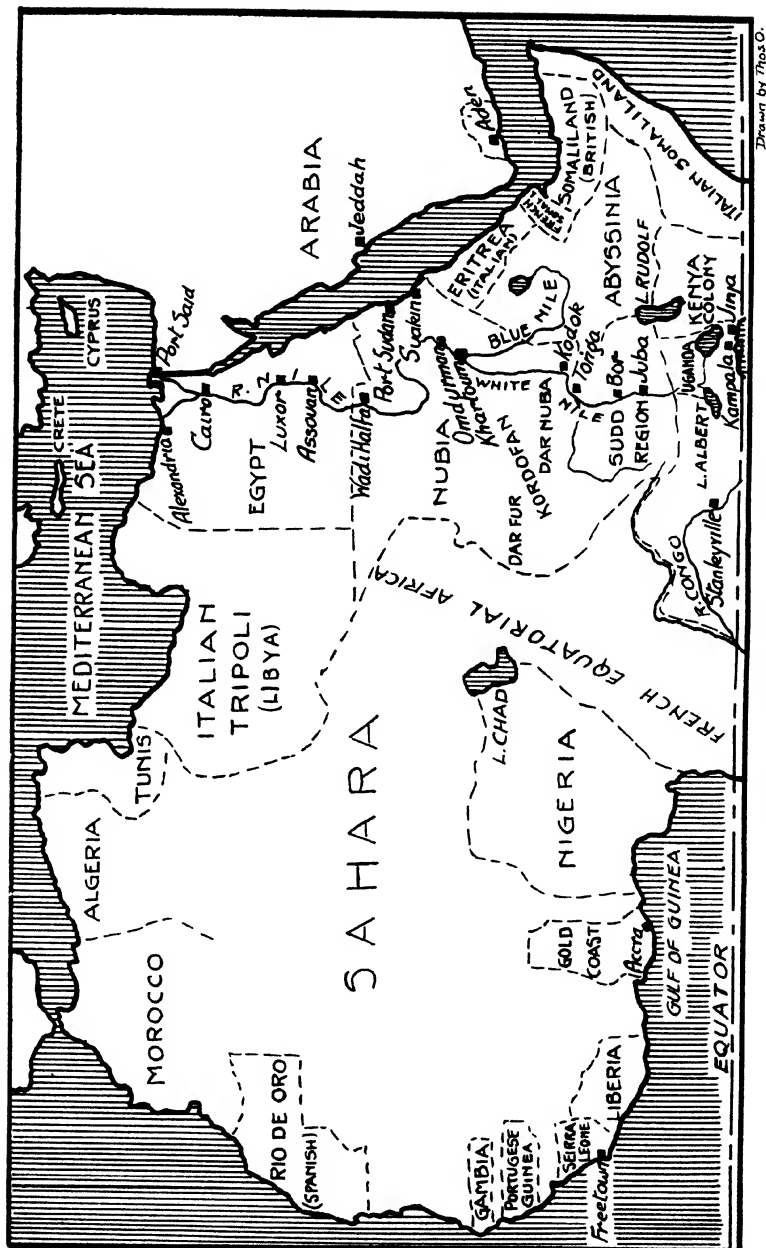 MEDITERRANEAN SEA
CRETE
CYPRUS
Port Said
Alexandria
Cairo
R. NILE
EGYPT
Luxor
Assouan
Wadi Halfa
ARABIA
Jeddah
Aden
MOROCCO
ALGERIA
TUNIS
ITALIAN
TRIPOLI
(LIBYA)
RIO DE ORO
(SPANISH)
SAHARA
NUBIA
Port Sudan
Suakin
Omdurman
Khartoum
ERITREA
(ITALIAN)
FRENCH
SOMALILAND
(BRITISH)
BLUE NILE
WHITE NILE
DAR FUR
KORDOFAN
DAR NUBA
Kodok
Tonga
ABYSSINIA
SUDD
REGION
Bor
Juba
L. RUDOLF
ITALIAN SOMALILAND
UGANDA
KENYA
COLONY
L. ALBERT
Kampala
Jinja
R. CONGO
Stanleyville
FRENCH EQUATORIAL AFRICA
L. CHAD
NIGERIA
GOLD
COAST
Accra
GAMBIA
PORTUGESE
GUINEA
SEIRRA
LEONE
Freetown
LIBERIA
GULF OF GUINEA
EQUATOR
Drawn by Thos.O.